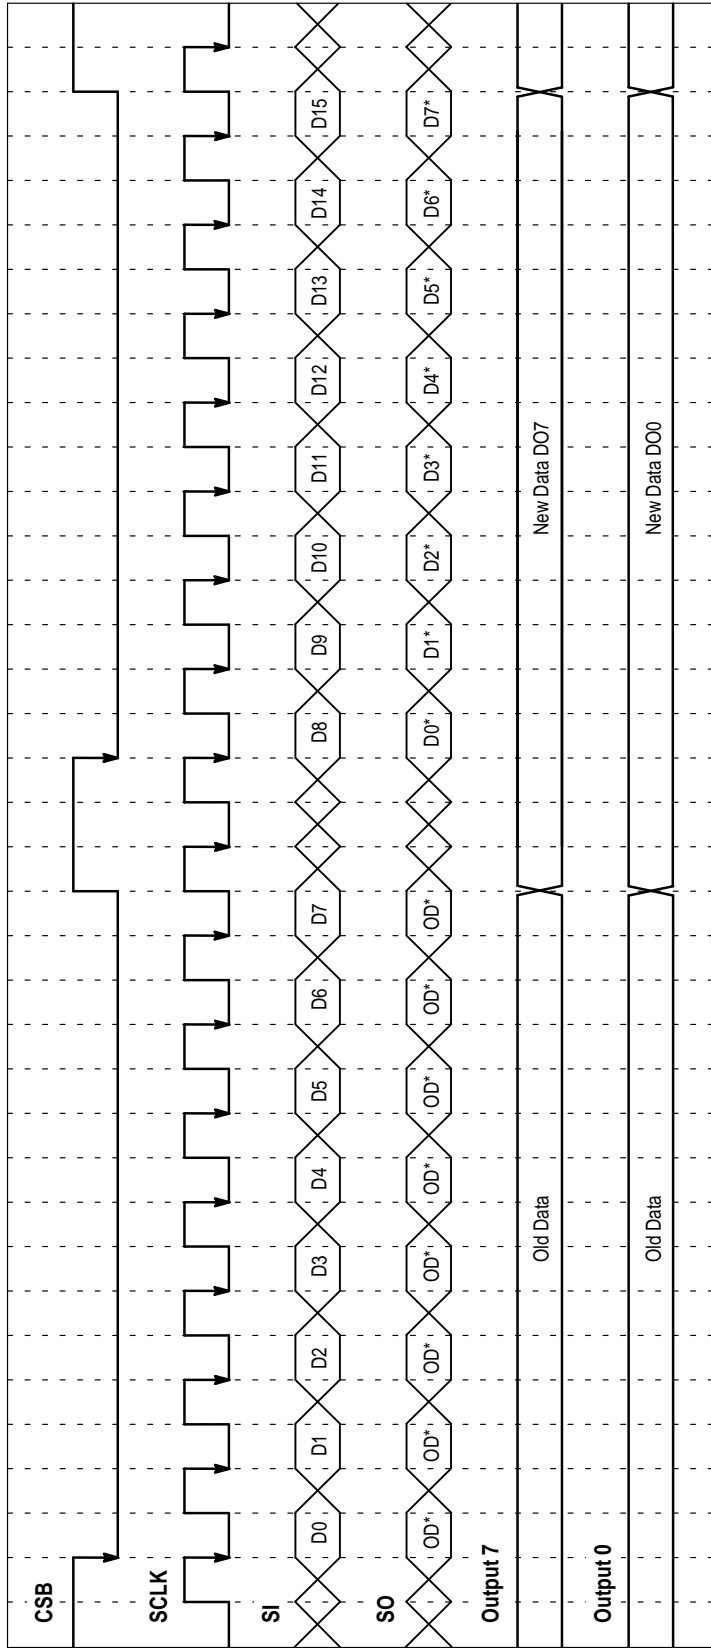 CSB
SCLK
SI D0 D1 D2 D3 D4 D5 D6 D7 D8 D9 D10 D11 D12 D13 D14 D15
SO OD* OD* OD* OD* OD* OD* OD* OD* D0* D1* D2* D3* D4* D5* D6* D7*
Output 7 Old Data New Data DO7
Output 0 Old Data New Data DO0